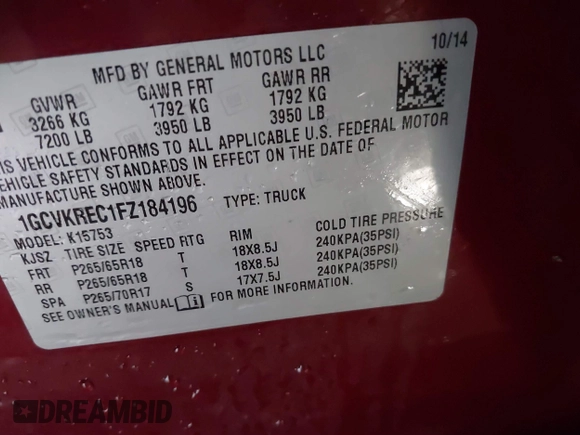 MFD BY GENERAL MOTORS LLC 10/14
GVWR GAWR FRT GAWR RR
3266 KG 1792 KG 1792 KG
7200 LB 3950 LB 3950 LB
IS VEHICLE CONFORMS TO ALL APPLICABLE U.S. FEDERAL MOTOR
VEHICLE SAFETY STANDARDS IN EFFECT ON THE DATE OF
MANUFACTURE SHOWN ABOVE.
1GCVKREC1FZ184196 TYPE: TRUCK
MODEL: K15753
KJSZ TIRE SIZE SPEED RTG RIM COLD TIRE PRESSURE
FRT P265/65R18 T 18X8.5J 240KPA(35PSI)
RR P265/65R18 T 18X8.5J 240KPA(35PSI)
SPA P265/70R17 S 17X7.5J 240KPA(35PSI)
SEE OWNER'S MANUAL FOR MORE INFORMATION.
DREAMBID